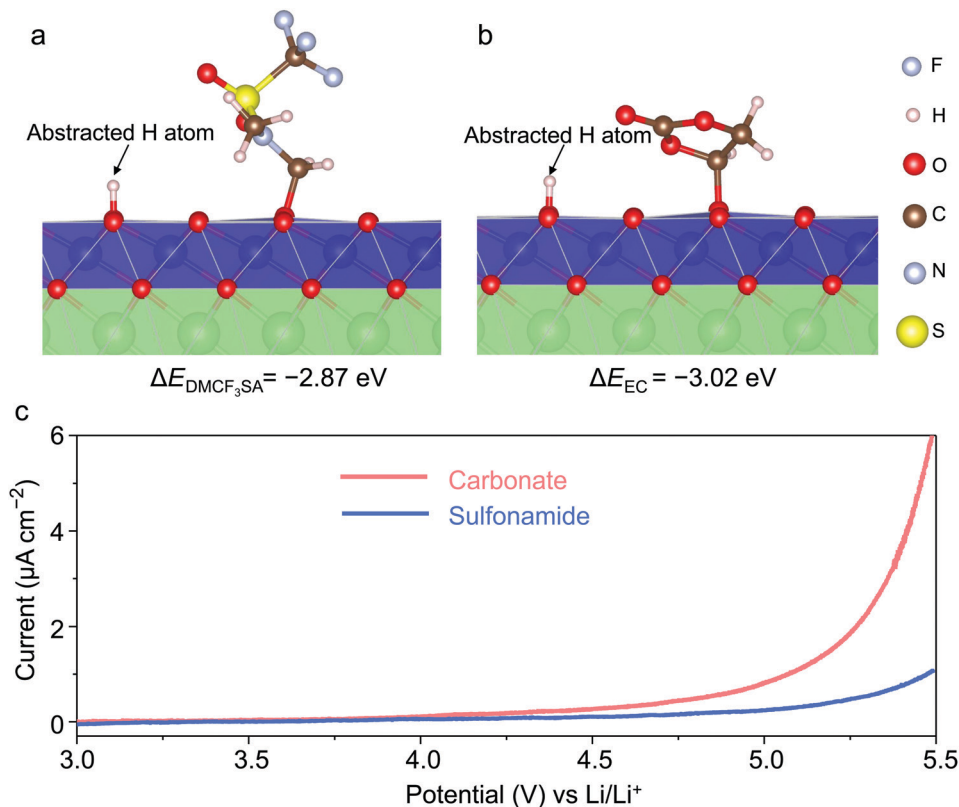 a
b
Abstracted H atom
Abstracted H atom
F
H
O
C
N
S
ΔE_DMCF₃SA = −2.87 eV
ΔE_EC = −3.02 eV
c
Carbonate
Sulfonamide
Current (µA cm⁻²)
6
4
2
0
3.0 3.5 4.0 4.5 5.0 5.5
Potential (V) vs Li/Li⁺